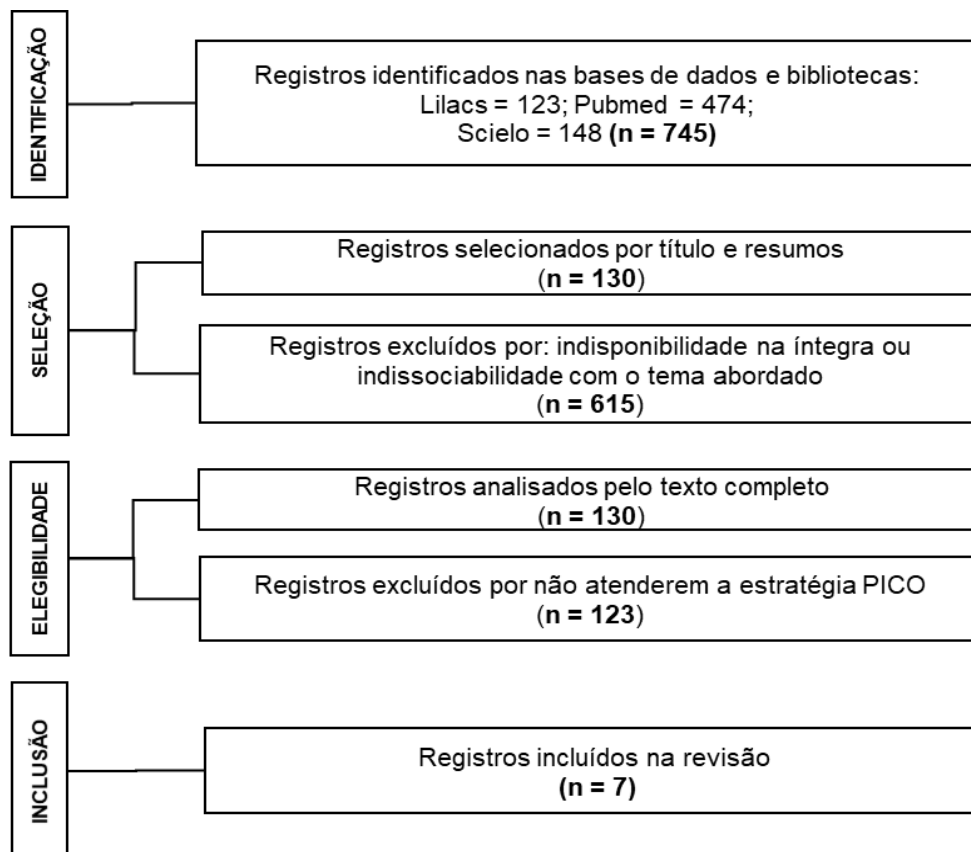 IDENTIFICAÇÃO
Registros identificados nas bases de dados e bibliotecas:
Lilacs = 123; Pubmed = 474;
Scielo = 148 (n = 745)
SELEÇÃO
Registros selecionados por título e resumos
(n = 130)
Registros excluídos por: indisponibilidade na íntegra ou
indissociabilidade com o tema abordado
(n = 615)
ELEGIBILIDADE
Registros analisados pelo texto completo
(n = 130)
Registros excluídos por não atenderem a estratégia PICO
(n = 123)
INCLUSÃO
Registros incluídos na revisão
(n = 7)